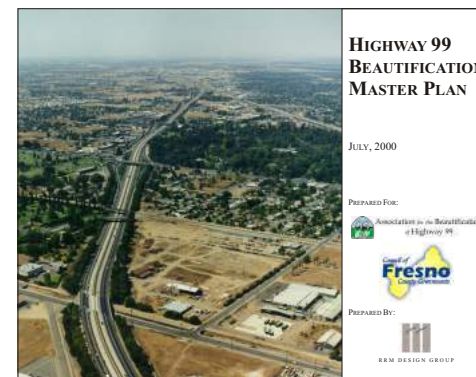 HIGHWAY 99
BEAUTIFICATION
MASTER PLAN
JULY, 2000
PREPARED FOR:
Association for the Beautification
of Highway 99
Council of
Fresno
County Governments
PREPARED BY:
RRM DESIGN GROUP